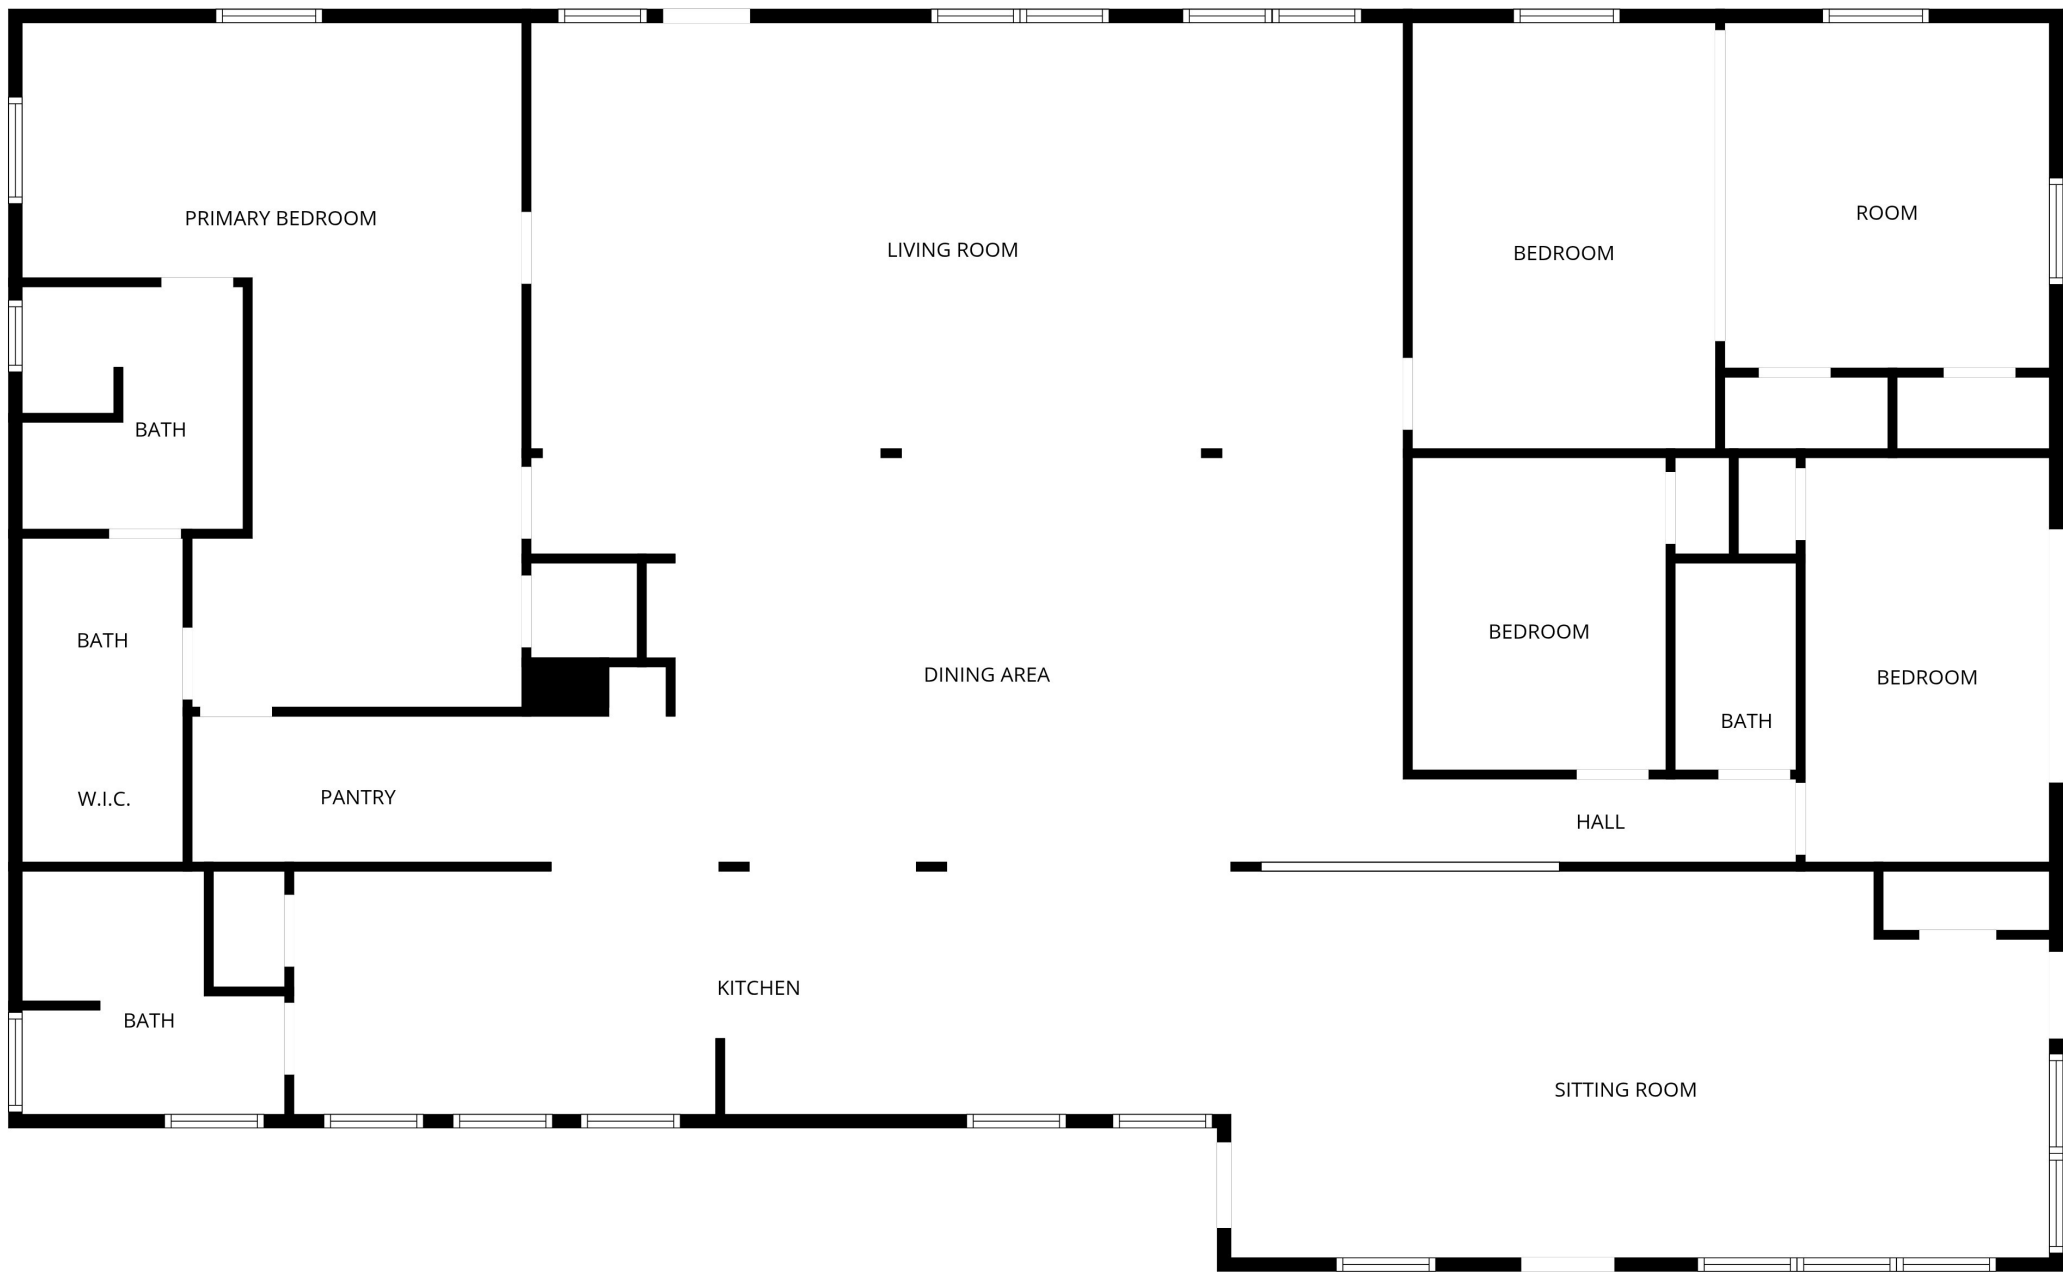 PRIMARY BEDROOM
LIVING ROOM
BEDROOM
ROOM
BATH
BATH
DINING AREA
BEDROOM
BEDROOM
BATH
W.I.C.
PANTRY
HALL
KITCHEN
BATH
SITTING ROOM